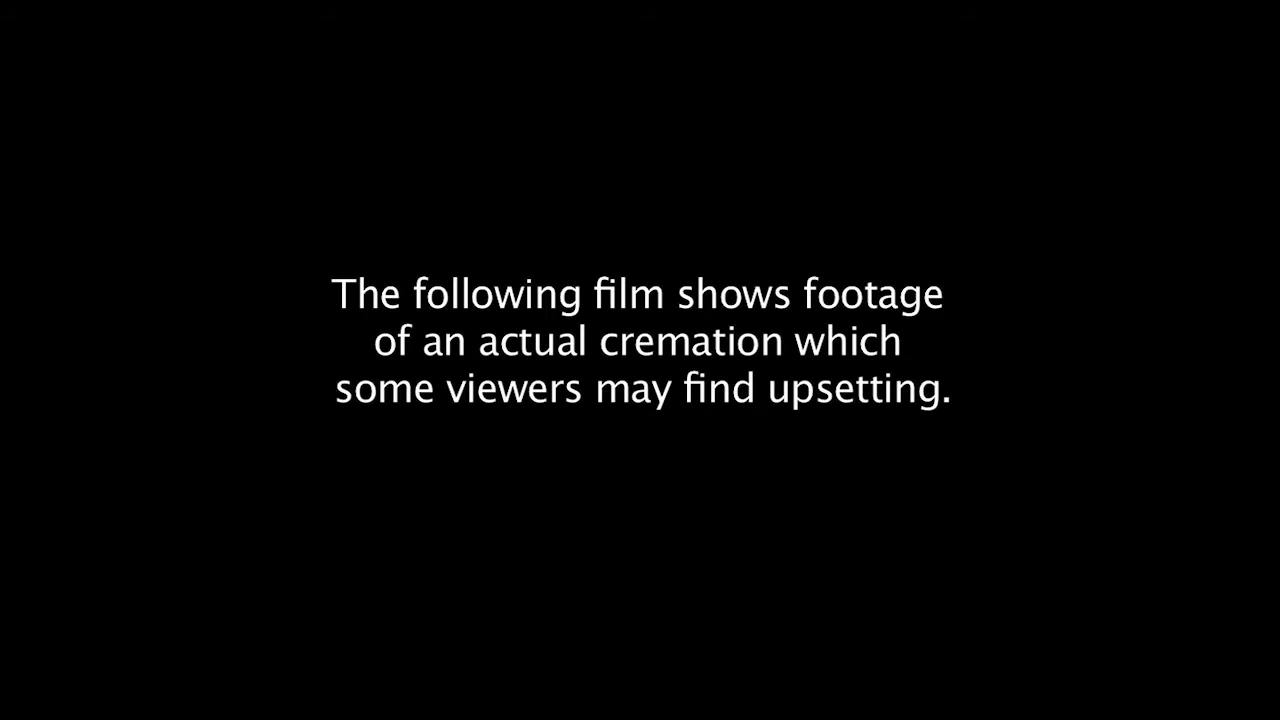 The following film shows footage
of an actual cremation which
some viewers may find upsetting.